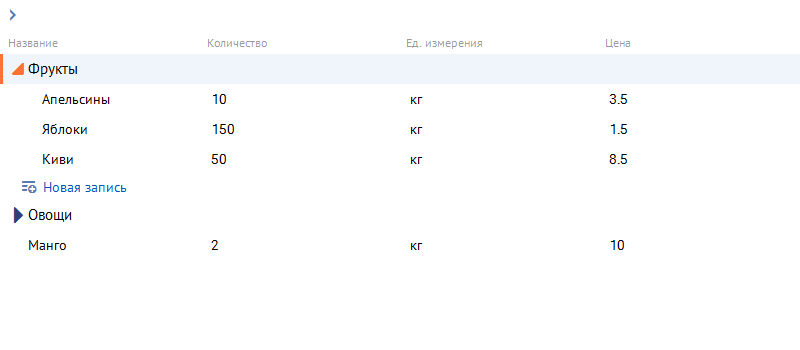 Название Количество Ед. измерения Цена
Фрукты
Апельсины 10 кг 3.5
Яблоки 150 кг 1.5
Киви 50 кг 8.5
Новая запись
Овощи
Манго 2 кг 10